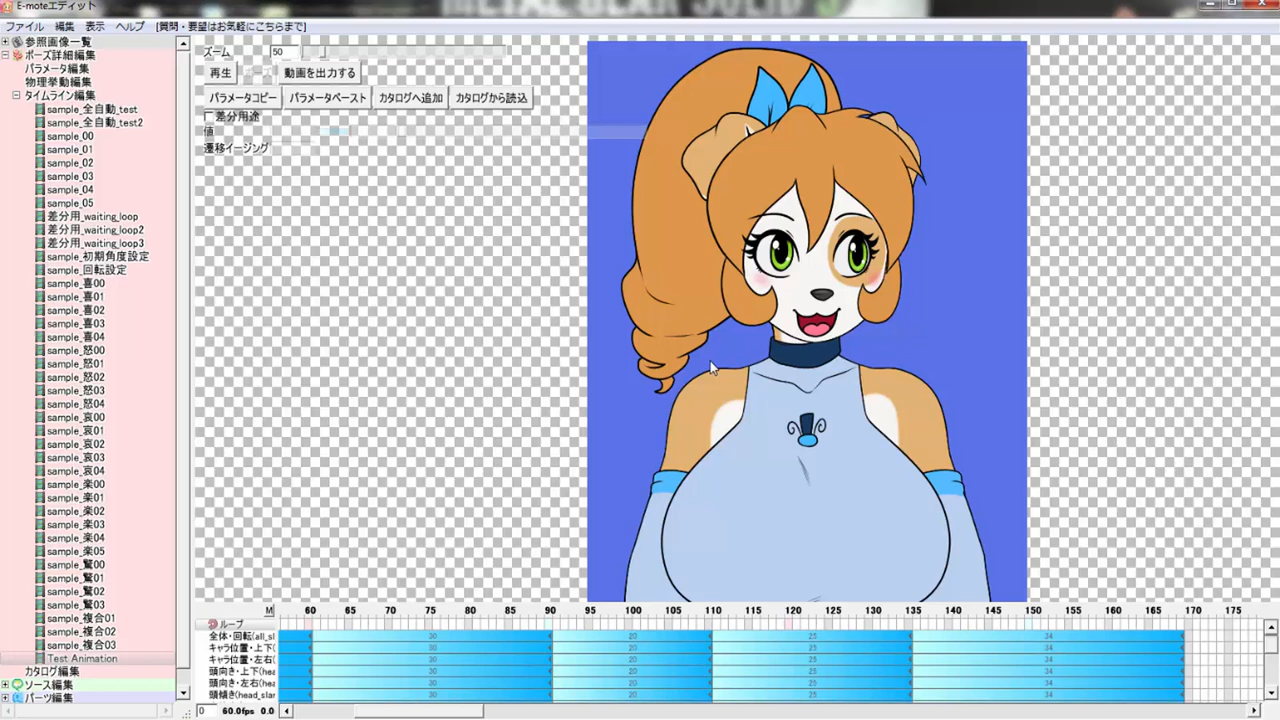 E-moteエディット
ファイル 編集 表示 ヘルプ [質問・要望はお気軽にこちらまで]
参照画像一覧
ポーズ詳細編集
パラメータ編集
物理挙動編集
タイムライン編集
sample_全自動_test
sample_全自動_test2
sample_00
sample_01
sample_02
sample_03
sample_04
sample_05
差分用_waiting_loop
差分用_waiting_loop2
差分用_waiting_loop3
sample_初期角度設定
sample_回転設定
sample_喜00
sample_喜01
sample_喜02
sample_喜03
sample_喜04
sample_怒00
sample_怒01
sample_怒02
sample_怒03
sample_怒04
sample_哀00
sample_哀01
sample_哀02
sample_哀03
sample_哀04
sample_楽00
sample_楽01
sample_楽02
sample_楽03
sample_楽04
sample_楽05
sample_驚00
sample_驚01
sample_驚02
sample_驚03
sample_複合01
sample_複合02
sample_複合03
Test Animation
カタログ編集
ソース編集
パーツ編集
ズーム 50
再生 ポーズ 動画を出力する
パラメータコピー パラメータペースト カタログへ追加 カタログから読込
差分用途
値
遷移イージング
M 60 65 70 75 80 85 90 95 100 105 110 115 120 125 130 135 140 145 150 155 160 165 170 175
ループ
全体・回転(all_sl 30 20 25 34
キャラ位置・上下( 30 20 25 34
キャラ位置・左右( 30 20 25 34
頭向き・上下(hea 30 20 25 34
頭向き・左右(hea 30 20 25 34
頭傾き(head_slan 30 20 25 34
0 60.0fps 0.0